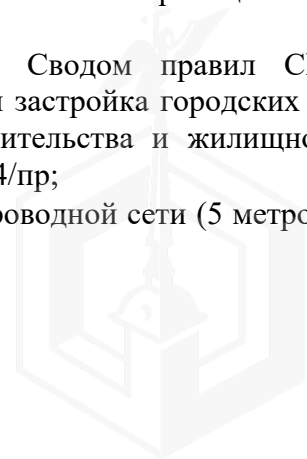 Сводом правил С
застройка городских
ительства и жилищно
4/пр;
роводной сети (5 метро